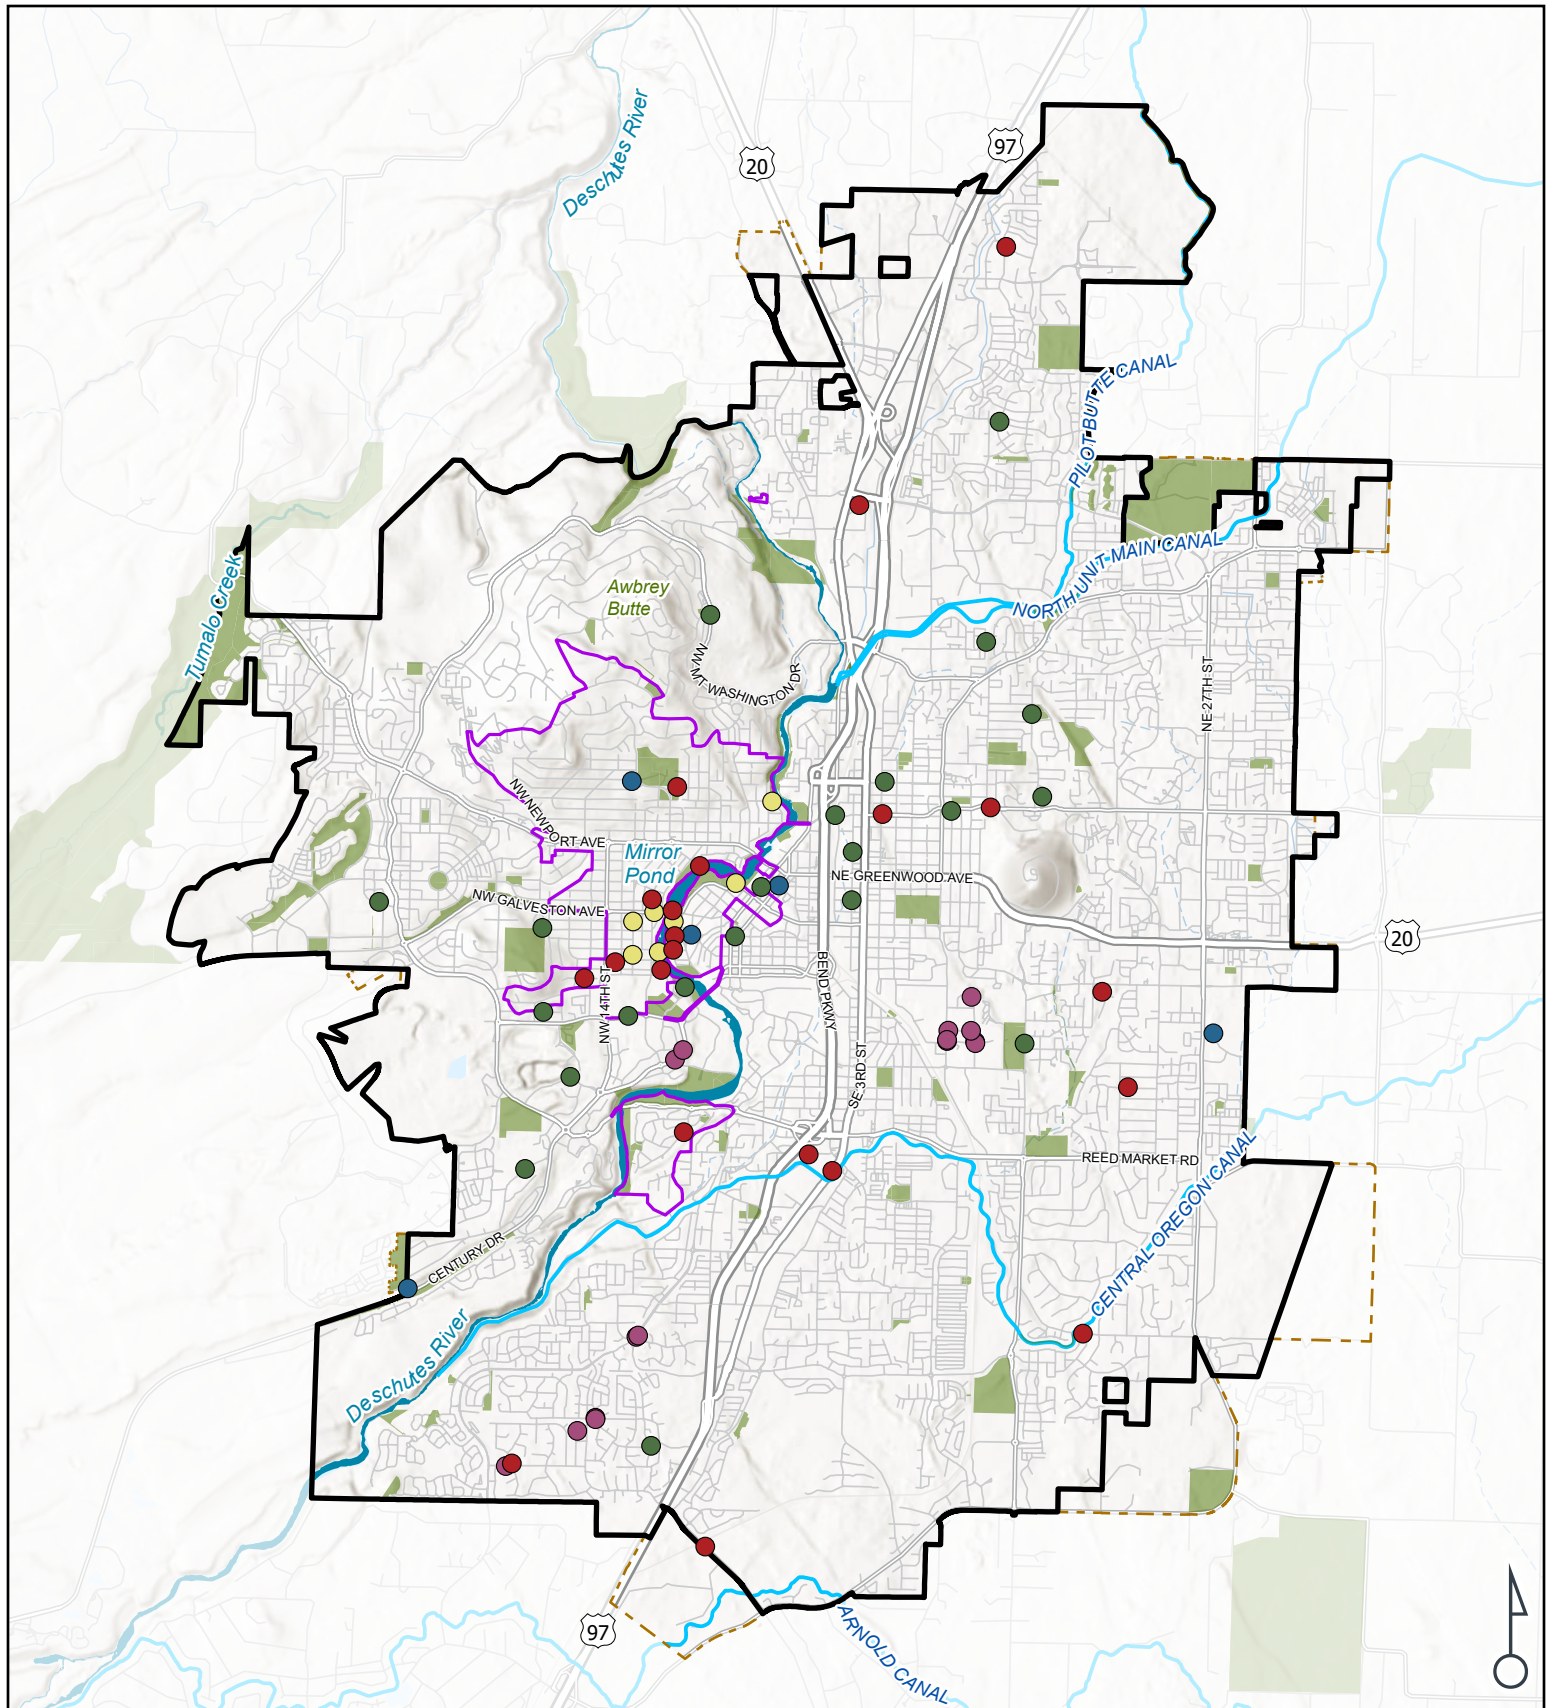 Deschutes River
20
97
PILOT BUTTE CANAL
NORTH UNIT MAIN CANAL
Tumalo Creek
Awbrey
Butte
NW MT WASHINGTON DR
NE 27TH ST
NW NEWPORT AVE
Mirror
Pond
NE GREENWOOD AVE
NW GALVESTON AVE
20
BEND PKWY
NW 14TH ST
SE 3RD ST
REED MARKET RD
CENTRAL OREGON CANAL
CENTURY DR
Deschutes River
97
ARNOLD CANAL